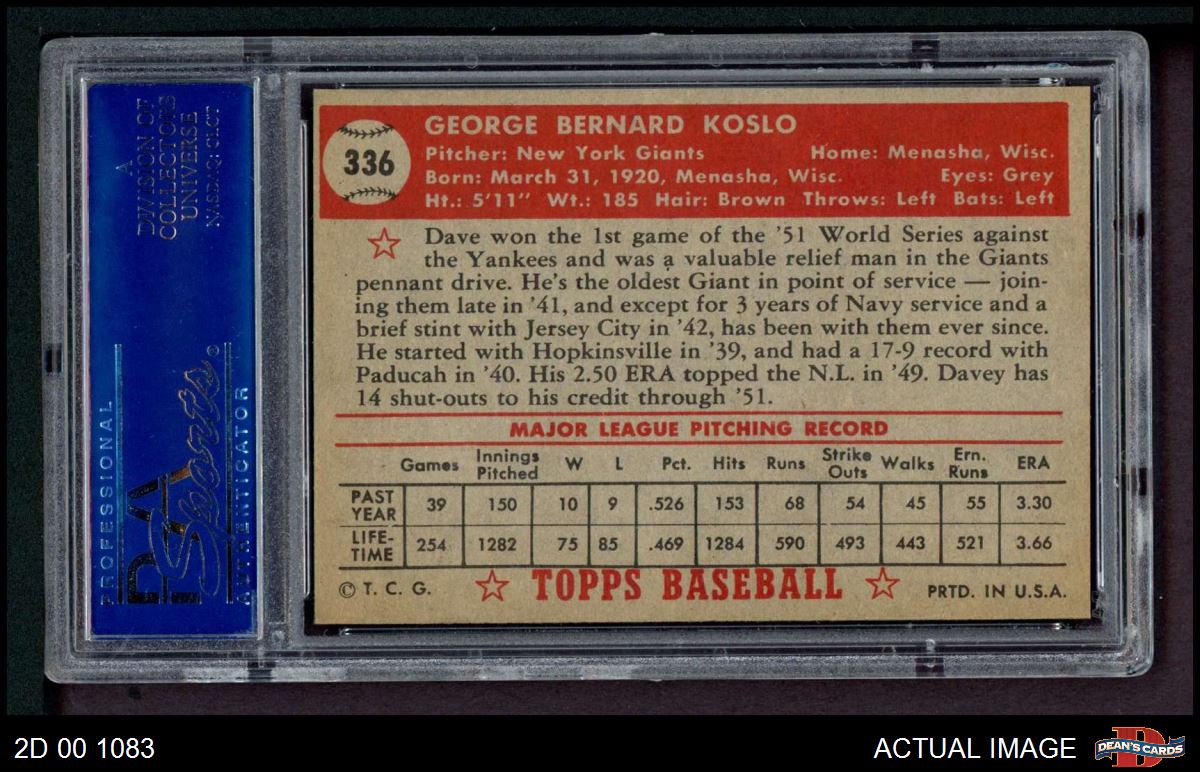 A
DIVISION OF
COLLECTORS
UNIVERSE
NASDAQ: CLCT
PROFESSIONAL
PSA
Sports®
AUTHENTICATOR
336
GEORGE BERNARD KOSLO
Pitcher: New York Giants Home: Menasha, Wisc.
Born: March 31, 1920, Menasha, Wisc. Eyes: Grey
Ht.: 5'11" Wt.: 185 Hair: Brown Throws: Left Bats: Left
Dave won the 1st game of the '51 World Series against
the Yankees and was a valuable relief man in the Giants
pennant drive. He's the oldest Giant in point of service — join-
ing them late in '41, and except for 3 years of Navy service and a
brief stint with Jersey City in '42, has been with them ever since.
He started with Hopkinsville in '39, and had a 17-9 record with
Paducah in '40. His 2.50 ERA topped the N.L. in '49. Davey has
14 shut-outs to his credit through '51.
MAJOR LEAGUE PITCHING RECORD
Games Innings Pitched W L Pct. Hits Runs Strike Outs Walks Ern. Runs ERA
PAST YEAR 39 150 10 9 .526 153 68 54 45 55 3.30
LIFE-TIME 254 1282 75 85 .469 1284 590 493 443 521 3.66
© T. C. G. TOPPS BASEBALL PRTD. IN U.S.A.
2D 00 1083 ACTUAL IMAGE
D
DEAN'S CARDS